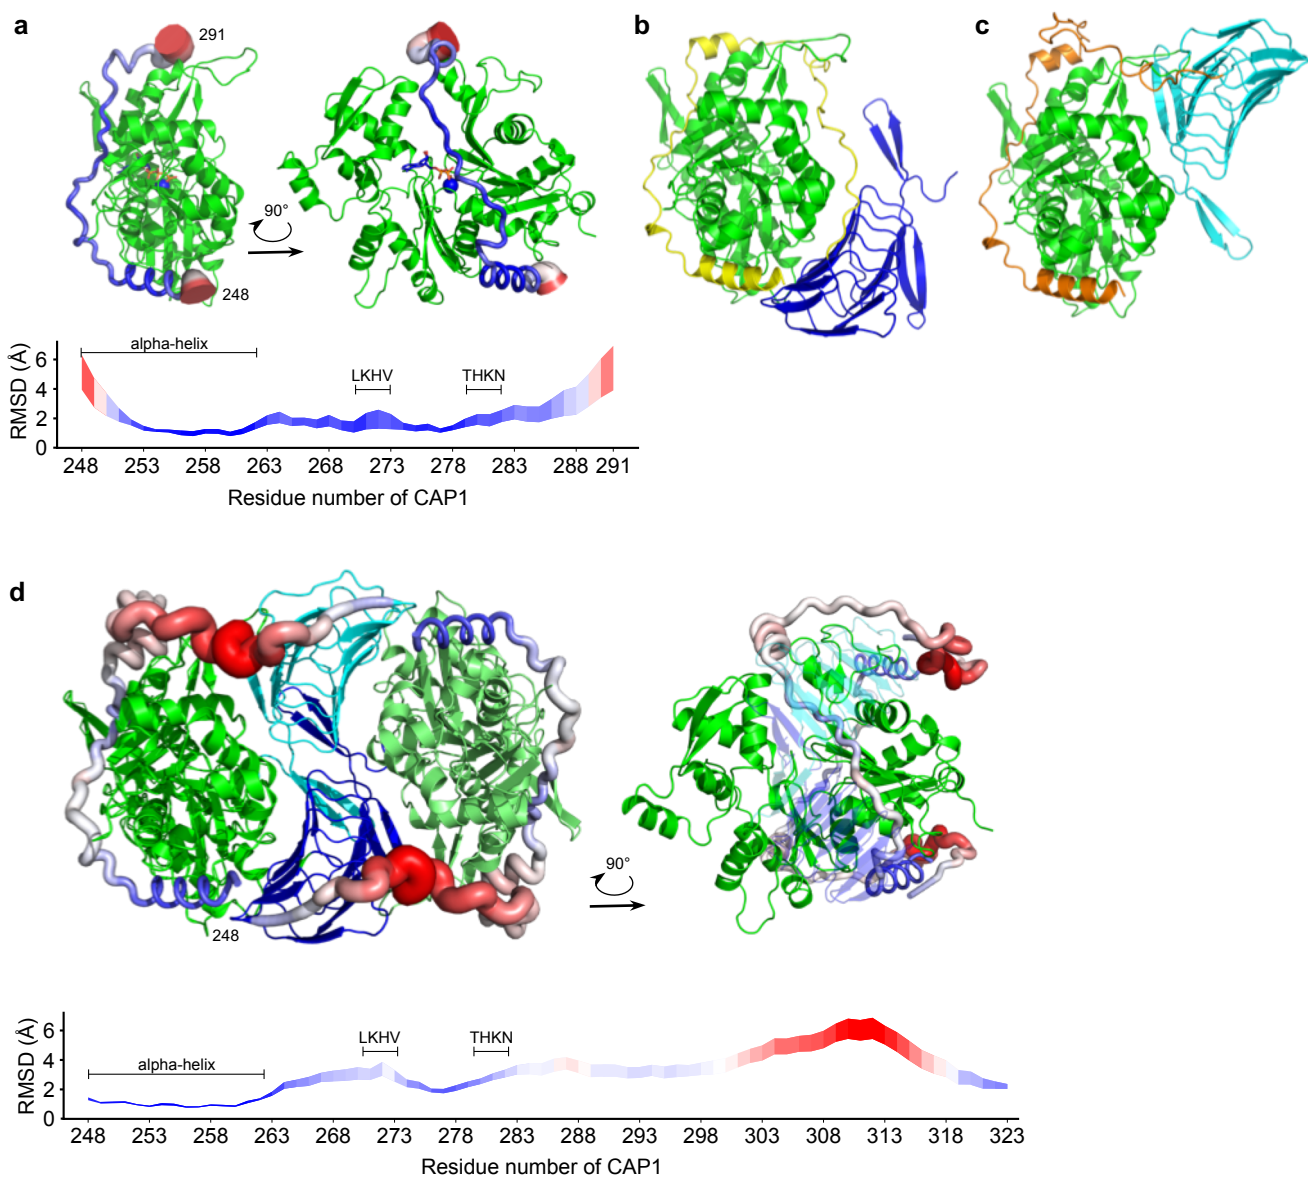 a
291
90°
248
b
c
alpha-helix
LKHV
THKN
RMSD (Å)
6
4
2
0
248 253 258 263 268 273 278 283 288 291
Residue number of CAP1
d
248
90°
alpha-helix
LKHV
THKN
RMSD (Å)
6
4
2
0
248 253 258 263 268 273 278 283 288 293 298 303 308 313 318 323
Residue number of CAP1